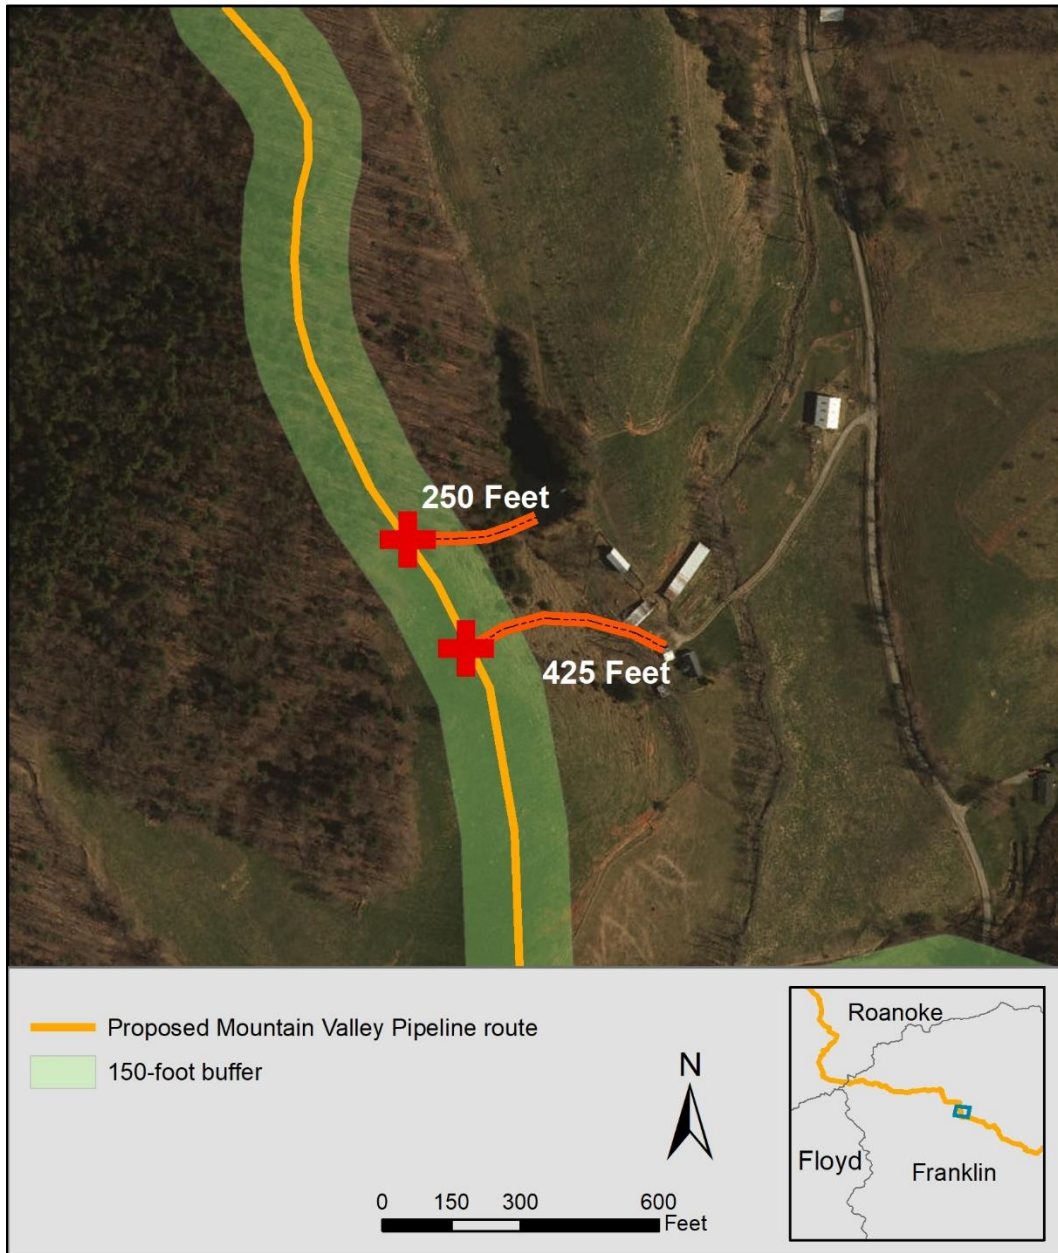 250 Feet
425 Feet
Proposed Mountain Valley Pipeline route
150-foot buffer
N
0 150 300 600
Feet
Roanoke
Floyd
Franklin